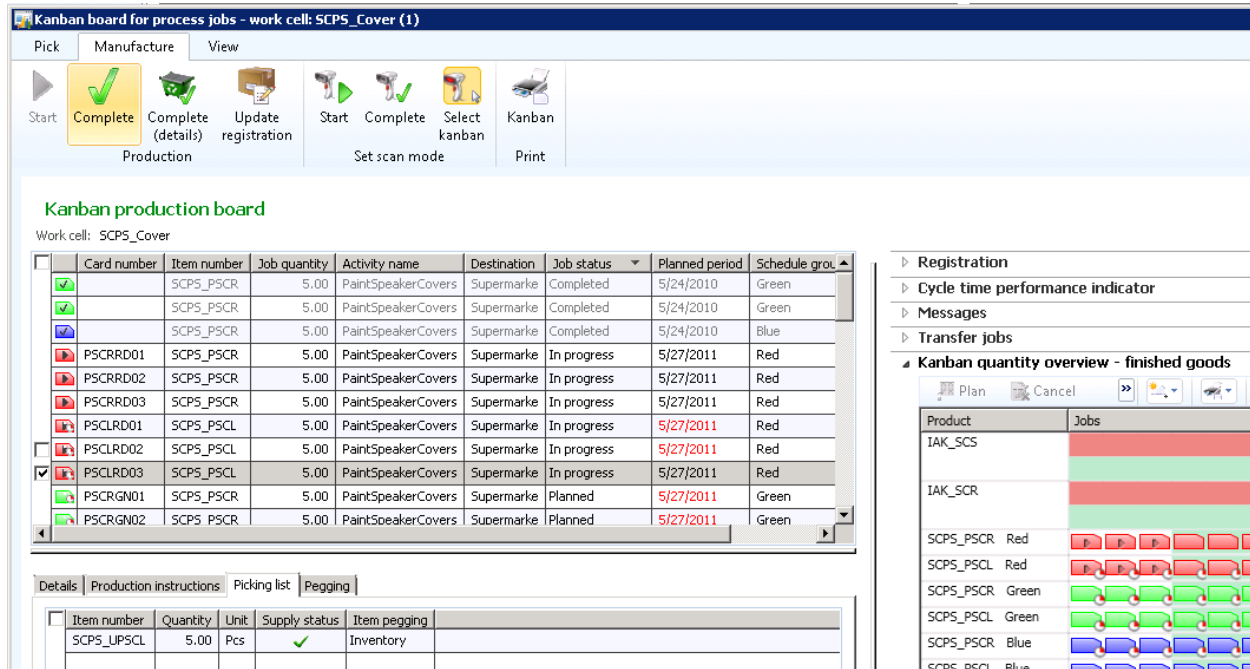 Kanban board for process jobs - work cell: SCPS_Cover (1)
Pick Manufacture View
Start Complete Complete (details) Update registration Start Complete Select kanban Kanban
Production Set scan mode Print
Kanban production board
Work cell: SCPS_Cover
Card number Item number Job quantity Activity name Destination Job status Planned period Schedule grou
SCPS_PSCR 5.00 PaintSpeakerCovers Supermarke Completed 5/24/2010 Green
SCPS_PSCR 5.00 PaintSpeakerCovers Supermarke Completed 5/24/2010 Green
SCPS_PSCR 5.00 PaintSpeakerCovers Supermarke Completed 5/24/2010 Blue
PSCRRD01 SCPS_PSCR 5.00 PaintSpeakerCovers Supermarke In progress 5/27/2011 Red
PSCRRD02 SCPS_PSCR 5.00 PaintSpeakerCovers Supermarke In progress 5/27/2011 Red
PSCRRD03 SCPS_PSCR 5.00 PaintSpeakerCovers Supermarke In progress 5/27/2011 Red
PSCLRD01 SCPS_PSCL 5.00 PaintSpeakerCovers Supermarke In progress 5/27/2011 Red
PSCLRD02 SCPS_PSCL 5.00 PaintSpeakerCovers Supermarke In progress 5/27/2011 Red
PSCLRD03 SCPS_PSCL 5.00 PaintSpeakerCovers Supermarke In progress 5/27/2011 Red
PSCRGN01 SCPS_PSCR 5.00 PaintSpeakerCovers Supermarke Planned 5/27/2011 Green
PSCRGN02 SCPS_PSCR 5.00 PaintSpeakerCovers Supermarke Planned 5/27/2011 Green
Details Production instructions Picking list Pegging
Item number Quantity Unit Supply status Item pegging
SCPS_UPSCL 5.00 Pcs Inventory
Registration
Cycle time performance indicator
Messages
Transfer jobs
Kanban quantity overview - finished goods
Plan Cancel »
Product Jobs
IAK_SCS
IAK_SCR
SCPS_PSCR Red
SCPS_PSCL Red
SCPS_PSCR Green
SCPS_PSCL Green
SCPS_PSCR Blue
SCPS_PSCL Blue